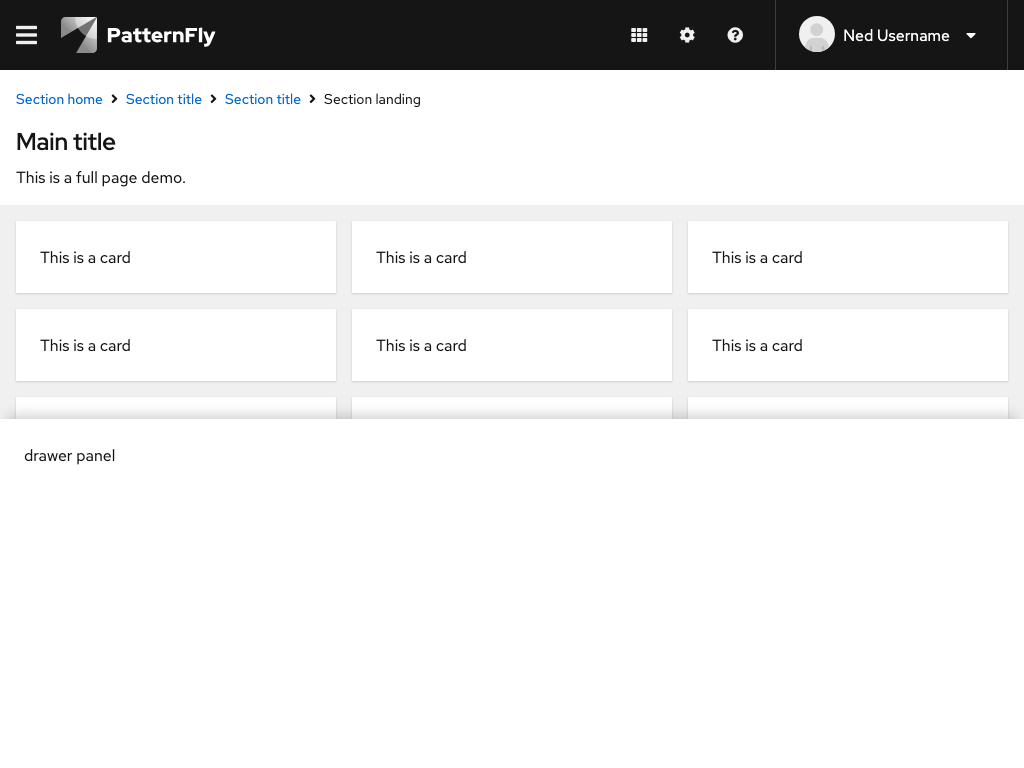 PatternFly
Ned Username
Section home Section title Section title Section landing
Main title
This is a full page demo.
This is a card This is a card This is a card
This is a card This is a card This is a card
drawer panel